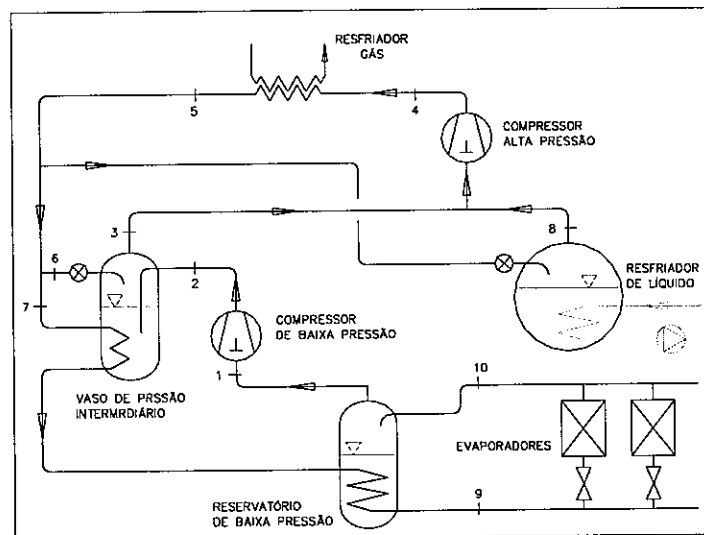 RESFRIADOR
GÁS
5
4
COMPRESSOR
ALTA PRESSÃO
3
8
6
2
RESFRIADOR
DE LÍQUIDO
7
COMPRESSOR
DE BAIXA PRESSÃO
1
10
VASO DE PRSSÃO
INTERMRDIÁRIO
EVAPORADORES
9
RESERVATÓRIO
DE BAIXA PRESSÃO